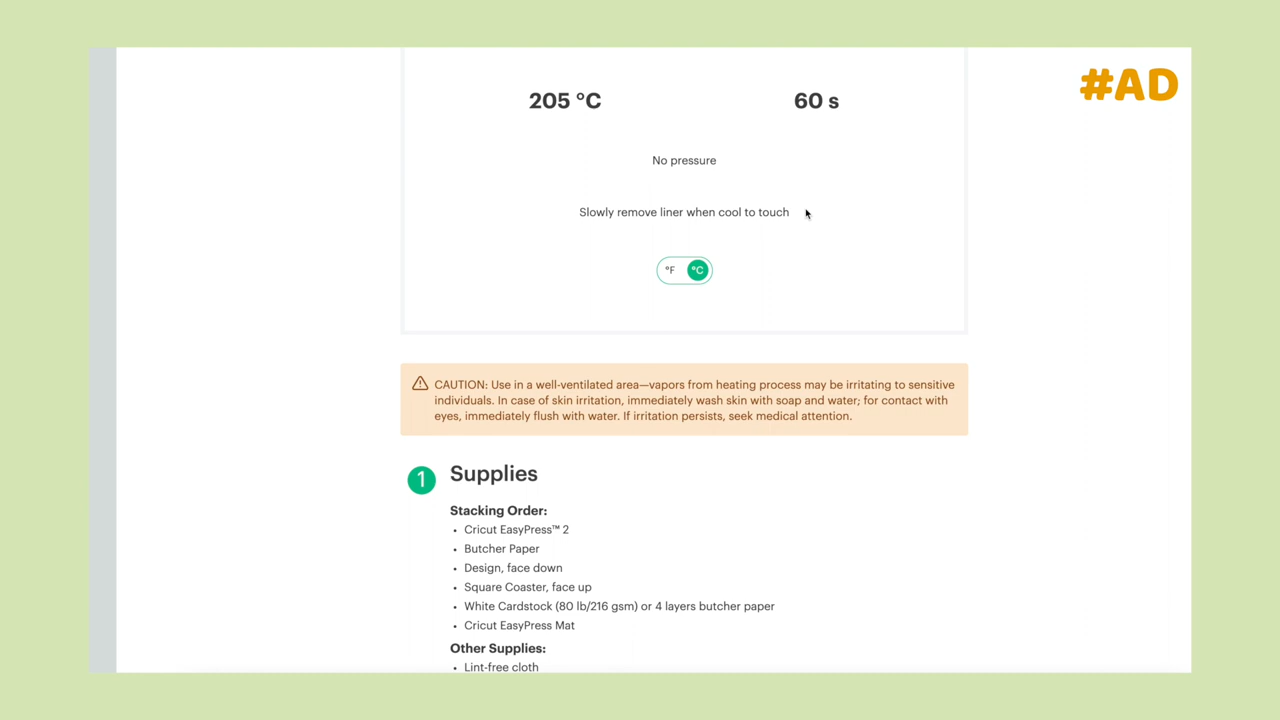 #AD
205 °C
60 s
No pressure
Slowly remove liner when cool to touch
°F °C
CAUTION: Use in a well-ventilated area—vapors from heating process may be irritating to sensitive
individuals. In case of skin irritation, immediately wash skin with soap and water; for contact with
eyes, immediately flush with water. If irritation persists, seek medical attention.
1 Supplies
Stacking Order:
• Cricut EasyPress™ 2
• Butcher Paper
• Design, face down
• Square Coaster, face up
• White Cardstock (80 lb/216 gsm) or 4 layers butcher paper
• Cricut EasyPress Mat
Other Supplies:
• Lint-free cloth